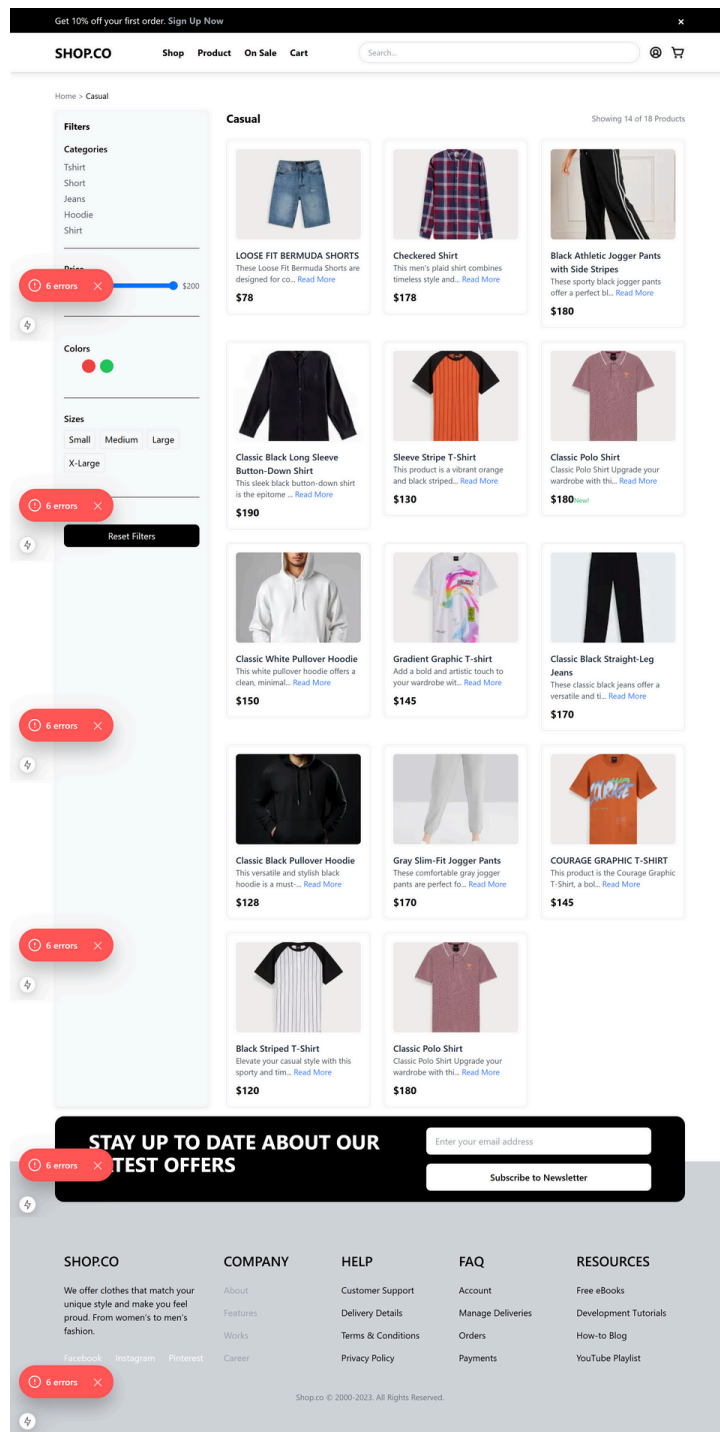 Get 10% off your first order. Sign Up Now
×
SHOP.CO
Shop Product On Sale Cart
Search...
Home > Casual
Filters
Categories
Tshirt
Short
Jeans
Hoodie
Shirt
Price
$200
6 errors
Colors
Sizes
Small Medium Large
X-Large
6 errors
Reset Filters
6 errors
6 errors
Casual
Showing 14 of 18 Products
LOOSE FIT BERMUDA SHORTS
These Loose Fit Bermuda Shorts are
designed for co... Read More
$78
Checkered Shirt
This men's plaid shirt combines
timeless style and... Read More
$178
Black Athletic Jogger Pants
with Side Stripes
These sporty black jogger pants
offer a perfect bl... Read More
$180
Classic Black Long Sleeve
Button-Down Shirt
This sleek black button-down shirt
is the epitome ... Read More
$190
Sleeve Stripe T-Shirt
This product is a vibrant orange
and black striped... Read More
$130
Classic Polo Shirt
Classic Polo Shirt Upgrade your
wardrobe with thi... Read More
$180New!
Classic White Pullover Hoodie
This white pullover hoodie offers a
clean, minimal... Read More
$150
Gradient Graphic T-shirt
Add a bold and artistic touch to
your wardrobe wit... Read More
$145
Classic Black Straight-Leg
Jeans
These classic black jeans offer a
versatile and ti... Read More
$170
Classic Black Pullover Hoodie
This versatile and stylish black
hoodie is a must-... Read More
$128
Gray Slim-Fit Jogger Pants
These comfortable gray jogger
pants are perfect fo... Read More
$170
COURAGE
COURAGE GRAPHIC T-SHIRT
This product is the Courage Graphic
T-Shirt, a bol... Read More
$145
Black Striped T-Shirt
Elevate your casual style with this
sporty and tim... Read More
$120
Classic Polo Shirt
Classic Polo Shirt Upgrade your
wardrobe with thi... Read More
$180
STAY UP TO DATE ABOUT OUR
LATEST OFFERS
6 errors
Enter your email address
Subscribe to Newsletter
SHOP.CO
We offer clothes that match your
unique style and make you feel
proud. From women's to men's
fashion.
Facebook Instagram Pinterest
6 errors
COMPANY
About
Features
Works
Career
HELP
Customer Support
Delivery Details
Terms & Conditions
Privacy Policy
FAQ
Account
Manage Deliveries
Orders
Payments
RESOURCES
Free eBooks
Development Tutorials
How-to Blog
YouTube Playlist
Shop.co © 2000-2023. All Rights Reserved.